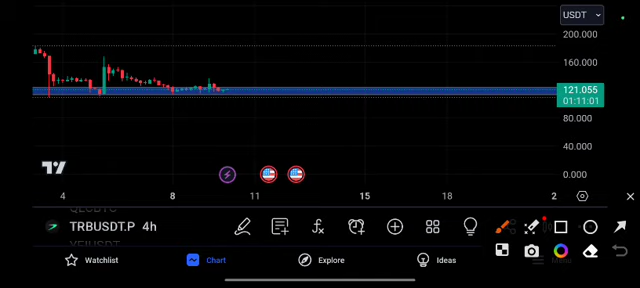 USDT
200.000
160.000
121.055
01:11:01
80.000
40.000
0.000
4 8 11 15 18 2
TRBUSDT.P 4h
Watchlist Chart Explore Ideas